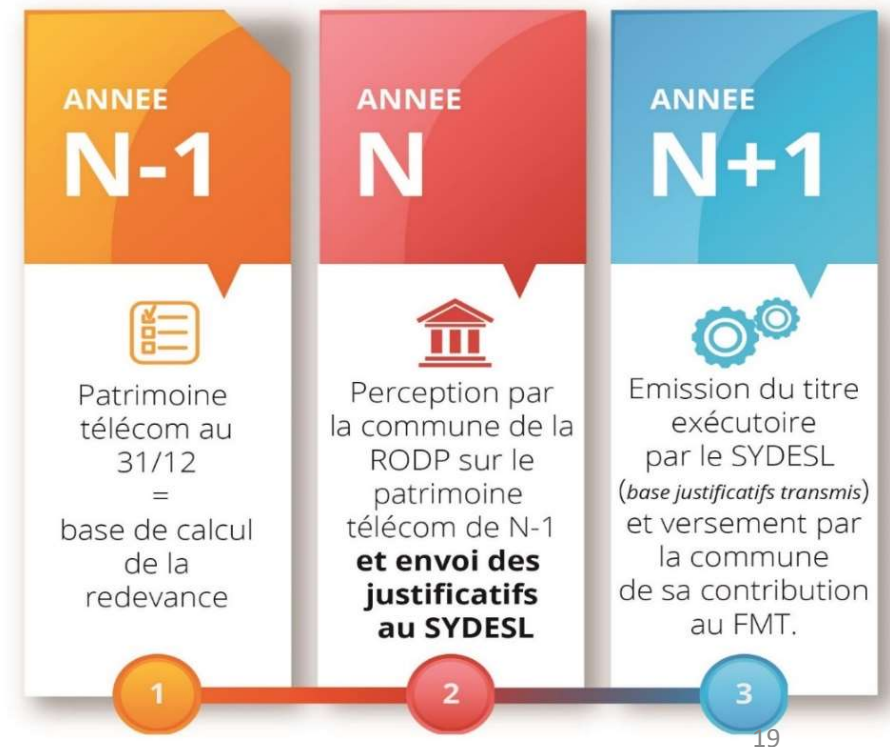 ANNEE
N-1
Patrimoine
télécom au
31/12
=
base de calcul
de la
redevance
1
ANNEE
N
Perception par
la commune de la
RODP sur le
patrimoine
télécom de N-1
et envoi des
justificatifs
au SYDESL
2
ANNEE
N+1
Emission du titre
exécutoire
par le SYDESL
(base justificatifs transmis)
et versement par
la commune
de sa contribution
au FMT.
3
19